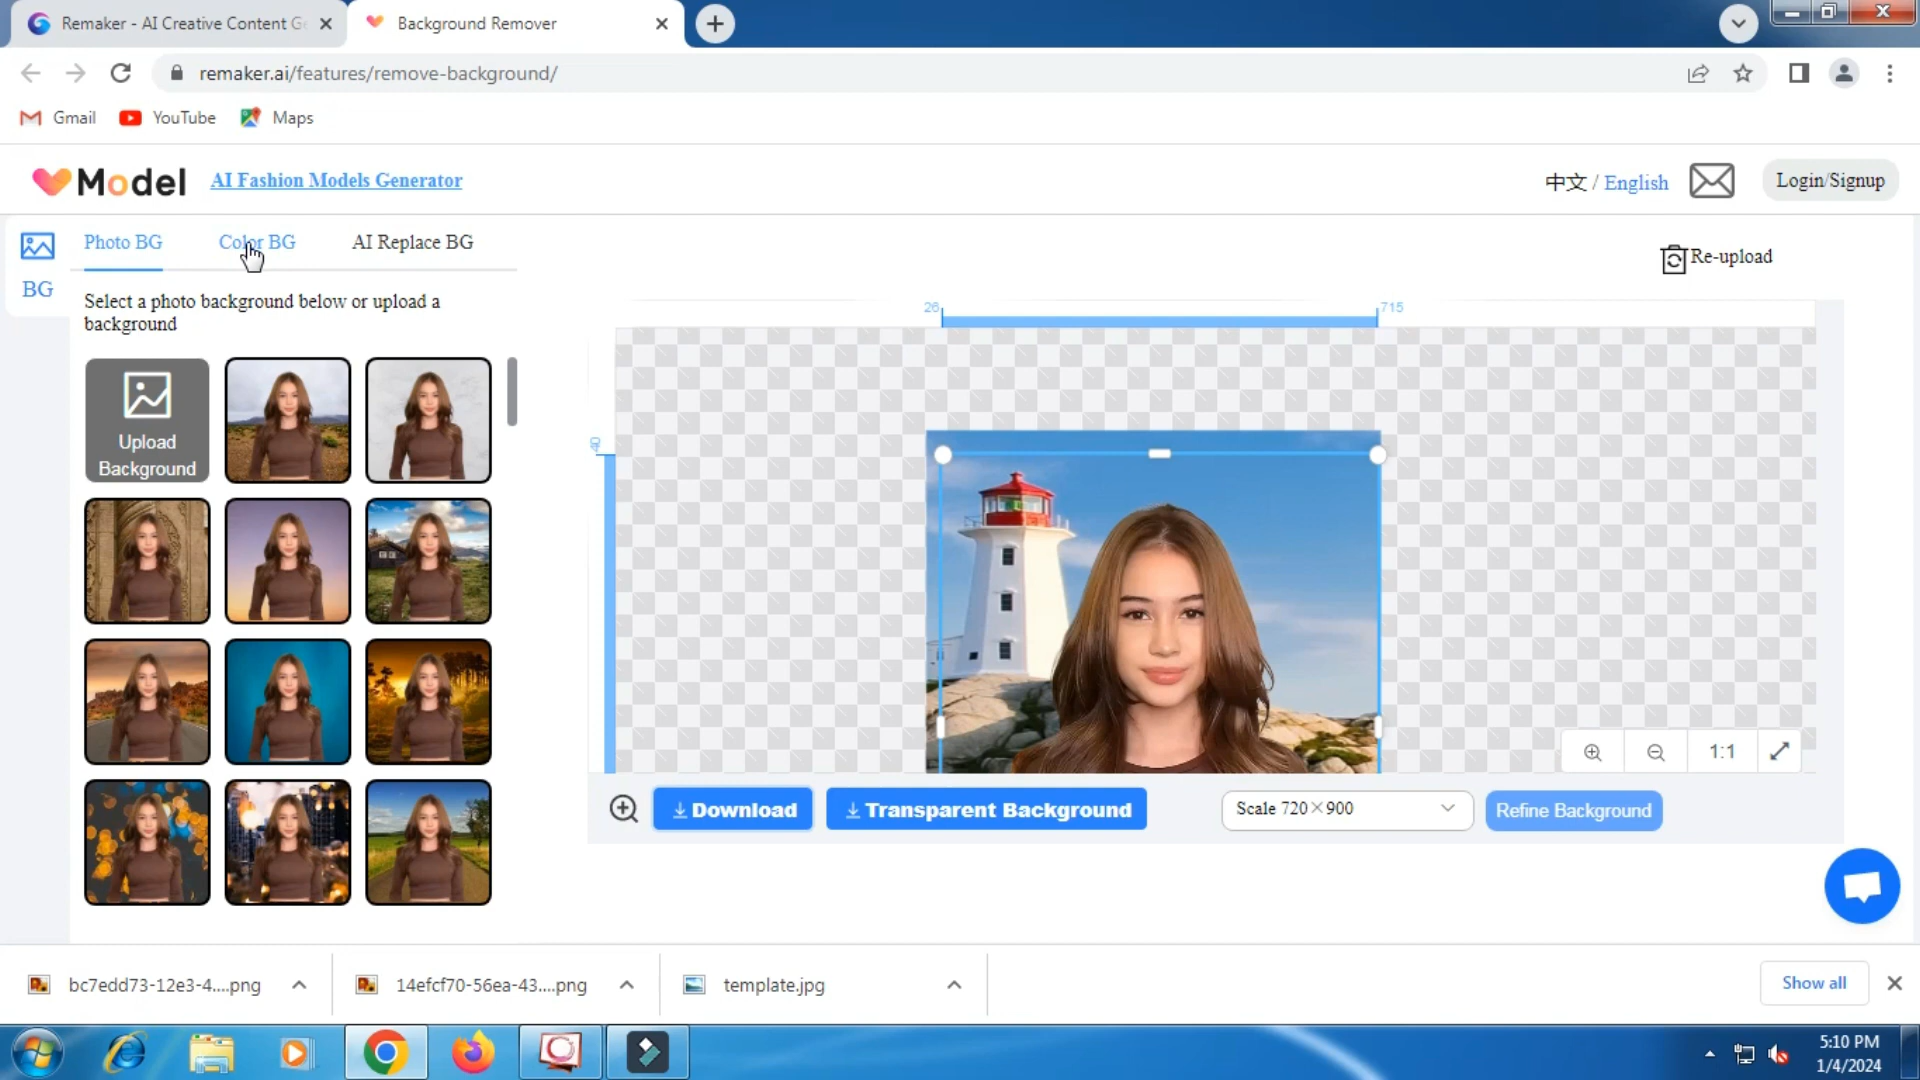 Remaker - AI Creative Content Ge
Background Remover
remaker.ai/features/remove-background/
Gmail
YouTube
Maps
Model
AI Fashion Models Generator
中文 / English
Login/Signup
BG
Photo BG
Color BG
AI Replace BG
Re-upload
Select a photo background below or upload a
background
Upload
Background
26
715
40
1:1
Download
Transparent Background
Scale 720×900
Refine Background
bc7edd73-12e3-4....png
14efcf70-56ea-43....png
template.jpg
Show all
5:10 PM
1/4/2024